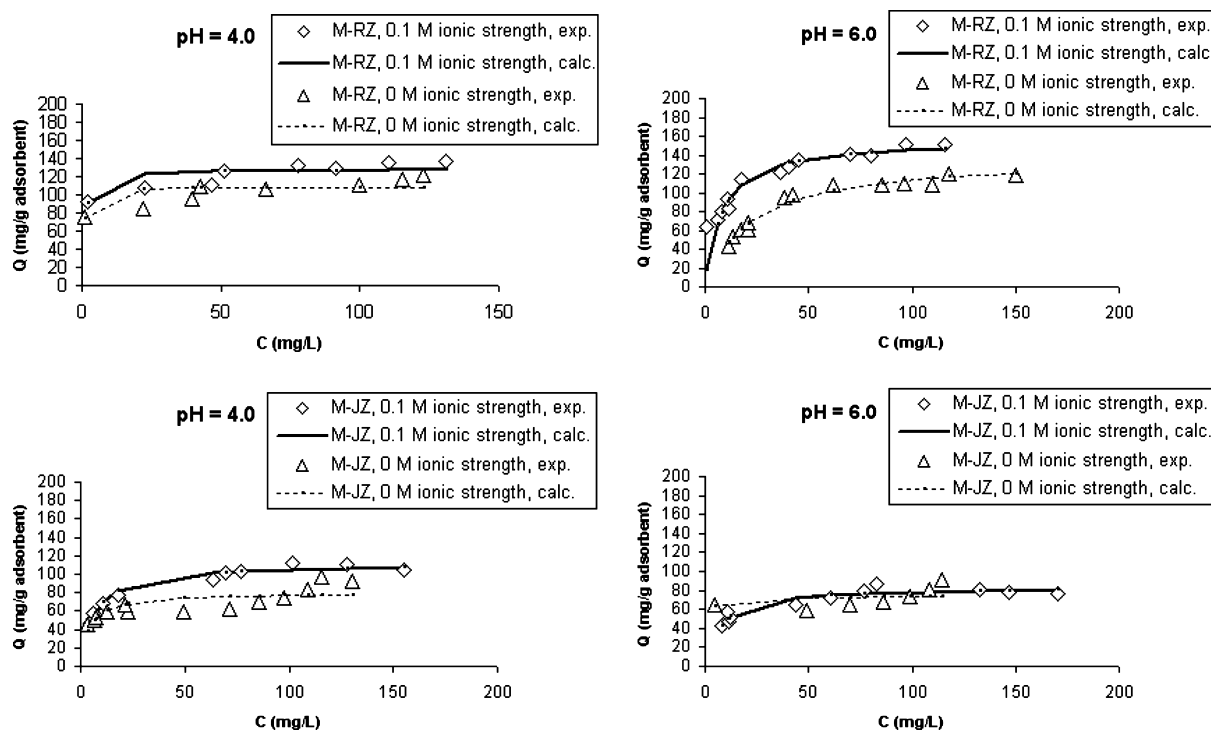 pH = 4.0
M-RZ, 0.1 M ionic strength, exp.
M-RZ, 0.1 M ionic strength, calc.
M-RZ, 0 M ionic strength, exp.
M-RZ, 0 M ionic strength, calc.
Q (mg/g adsorbent)
200
180
160
140
120
100
80
60
40
20
0
0
50
100
150
C (mg/L)
pH = 6.0
M-RZ, 0.1 M ionic strength, exp.
M-RZ, 0.1 M ionic strength, calc.
M-RZ, 0 M ionic strength, exp.
M-RZ, 0 M ionic strength, calc.
Q (mg/g adsorbent)
200
180
160
140
120
100
80
60
40
20
0
0
50
100
150
200
C (mg/L)
pH = 4.0
M-JZ, 0.1 M ionic strength, exp.
M-JZ, 0.1 M ionic strength, calc.
M-JZ, 0 M ionic strength, exp.
M-JZ, 0 M ionic strength, calc.
Q (mg/g adsorbent)
200
180
160
140
120
100
80
60
40
20
0
0
50
100
150
200
C (mg/L)
pH = 6.0
M-JZ, 0.1 M ionic strength, exp.
M-JZ, 0.1 M ionic strength, calc.
M-JZ, 0 M ionic strength, exp.
M-JZ, 0 M ionic strength, calc.
Q (mg/g adsorbent)
200
180
160
140
120
100
80
60
40
20
0
0
50
100
150
200
C (mg/L)